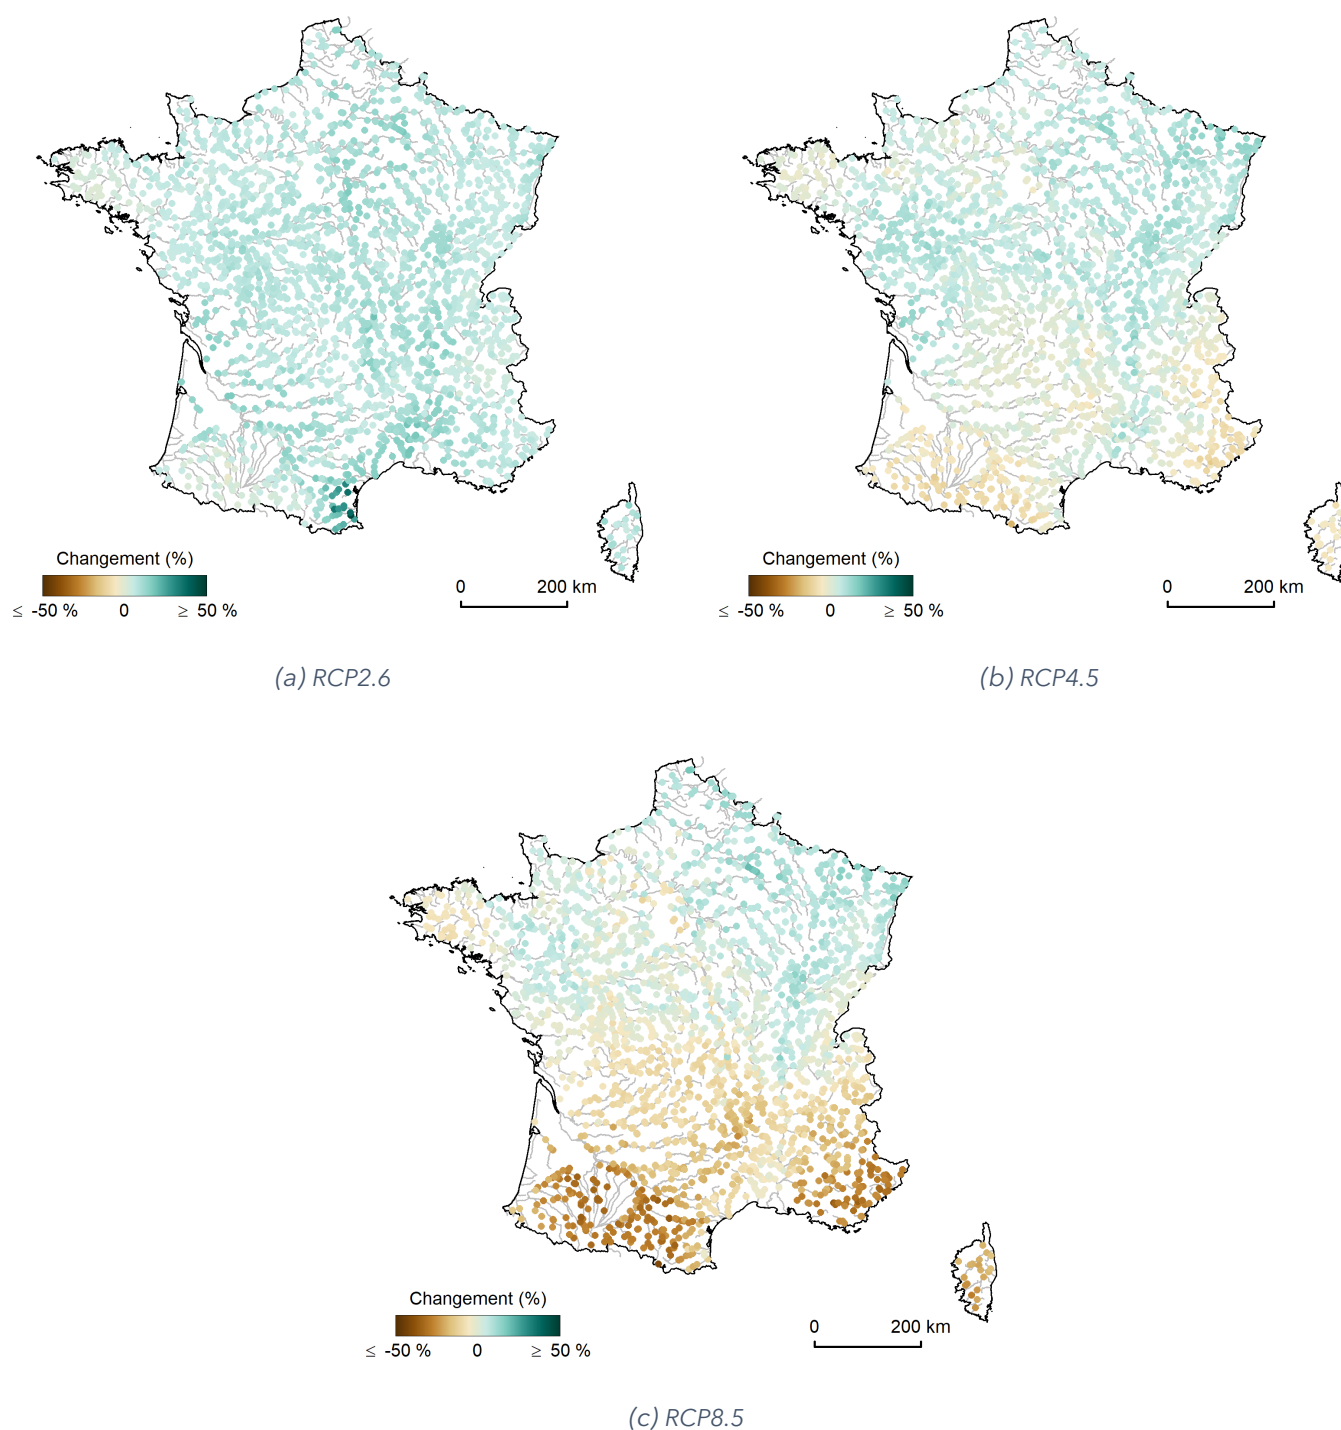 Changement (%)
≤ -50 % 0 ≥ 50 %
0 200 km
Changement (%)
≤ -50 % 0 ≥ 50 %
0 200 km
(a) RCP2.6
(b) RCP4.5
Changement (%)
≤ -50 % 0 ≥ 50 %
0 200 km
(c) RCP8.5